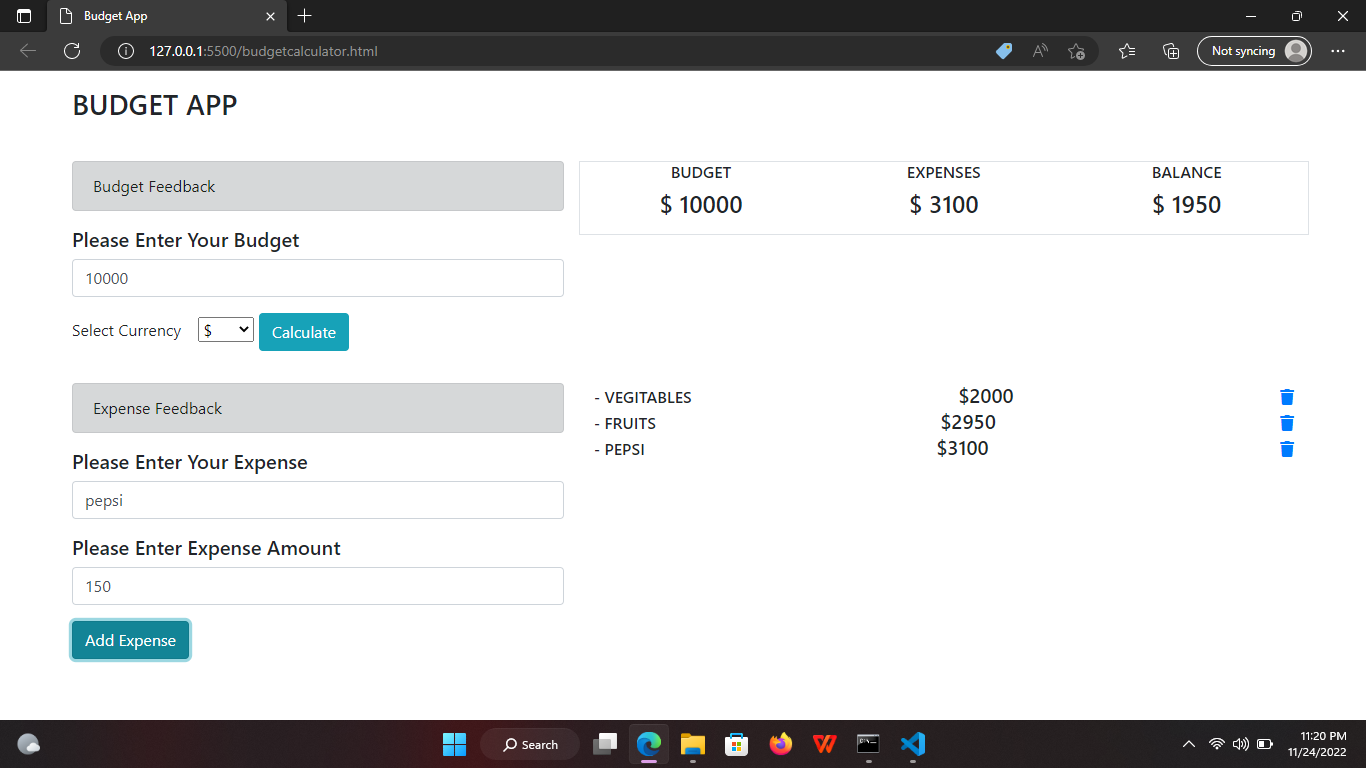 Budget App
127.0.0.1:5500/budgetcalculator.html
Not syncing
BUDGET APP
Budget Feedback
Please Enter Your Budget
10000
Select Currency $ Calculate
BUDGET EXPENSES BALANCE
$ 10000 $ 3100 $ 1950
Expense Feedback
Please Enter Your Expense
pepsi
Please Enter Expense Amount
150
Add Expense
- VEGITABLES $2000
- FRUITS $2950
- PEPSI $3100
Search
11:20 PM
11/24/2022